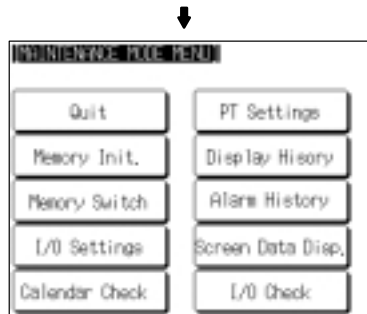 [MAINTENANCE MODE MENU]
Quit
PT Settings
Memory Init.
Display Hisory
Memory Switch
Alarm History
I/O Settings
Screen Data Disp.
Calendar Check
I/O Check